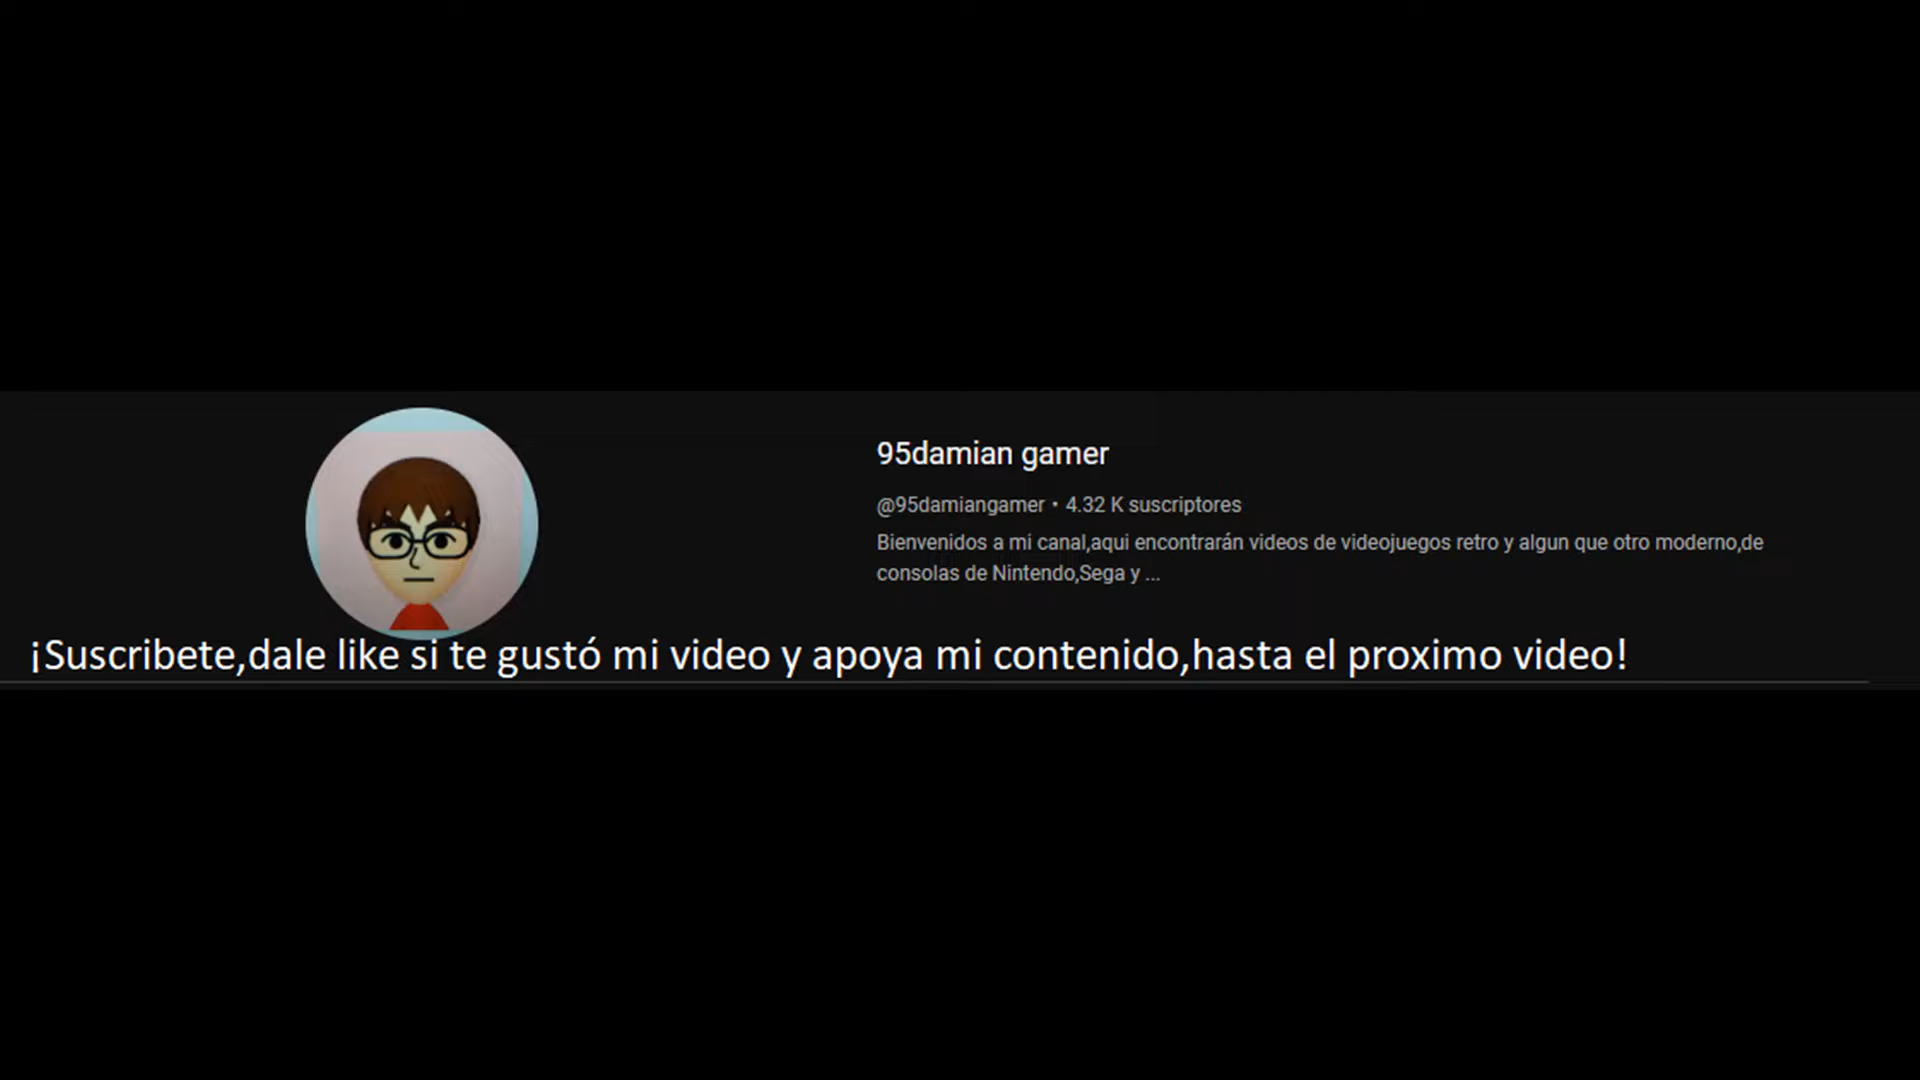 95damian gamer
@95damiangamer • 4.32 K suscriptores
Bienvenidos a mi canal,aqui encontrarán videos de videojuegos retro y algun que otro moderno,de
consolas de Nintendo,Sega y ...
¡Suscribete,dale like si te gustó mi video y apoya mi contenido,hasta el proximo video!